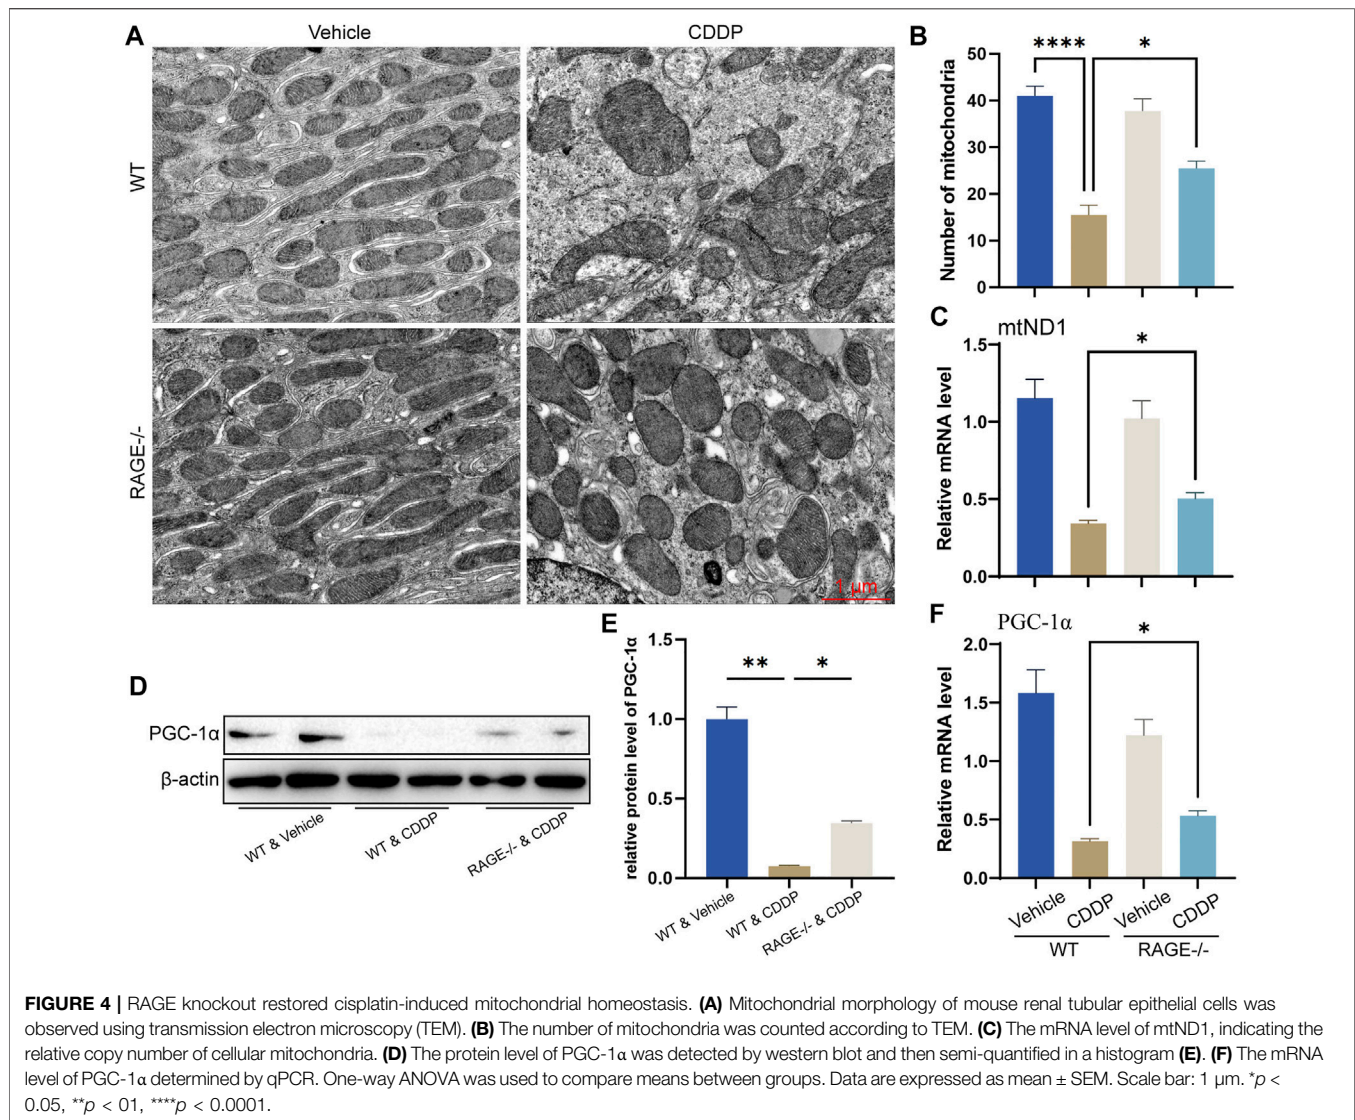 A
Vehicle
CDDP
WT
RAGE-/-
1 µm
B
****
*
Number of mitochondria
50
40
30
20
10
0
C
mtND1
*
Relative mRNA level
1.5
1.0
0.5
0.0
D
PGC-1α
β-actin
WT & Vehicle
WT & CDDP
RAGE-/- & CDDP
E
relative protein level of PGC-1α
1.5
1.0
0.5
0.0
**
*
WT & Vehicle
WT & CDDP
RAGE-/- & CDDP
F
PGC-1α
*
Relative mRNA level
2.0
1.5
1.0
0.5
0
Vehicle
CDDP
Vehicle
CDDP
WT
RAGE-/-
FIGURE 4 | RAGE knockout restored cisplatin-induced mitochondrial homeostasis. (A) Mitochondrial morphology of mouse renal tubular epithelial cells was
observed using transmission electron microscopy (TEM). (B) The number of mitochondria was counted according to TEM. (C) The mRNA level of mtND1, indicating the
relative copy number of cellular mitochondria. (D) The protein level of PGC-1α was detected by western blot and then semi-quantified in a histogram (E). (F) The mRNA
level of PGC-1α determined by qPCR. One-way ANOVA was used to compare means between groups. Data are expressed as mean ± SEM. Scale bar: 1 µm. *p <
0.05, **p < 01, ****p < 0.0001.